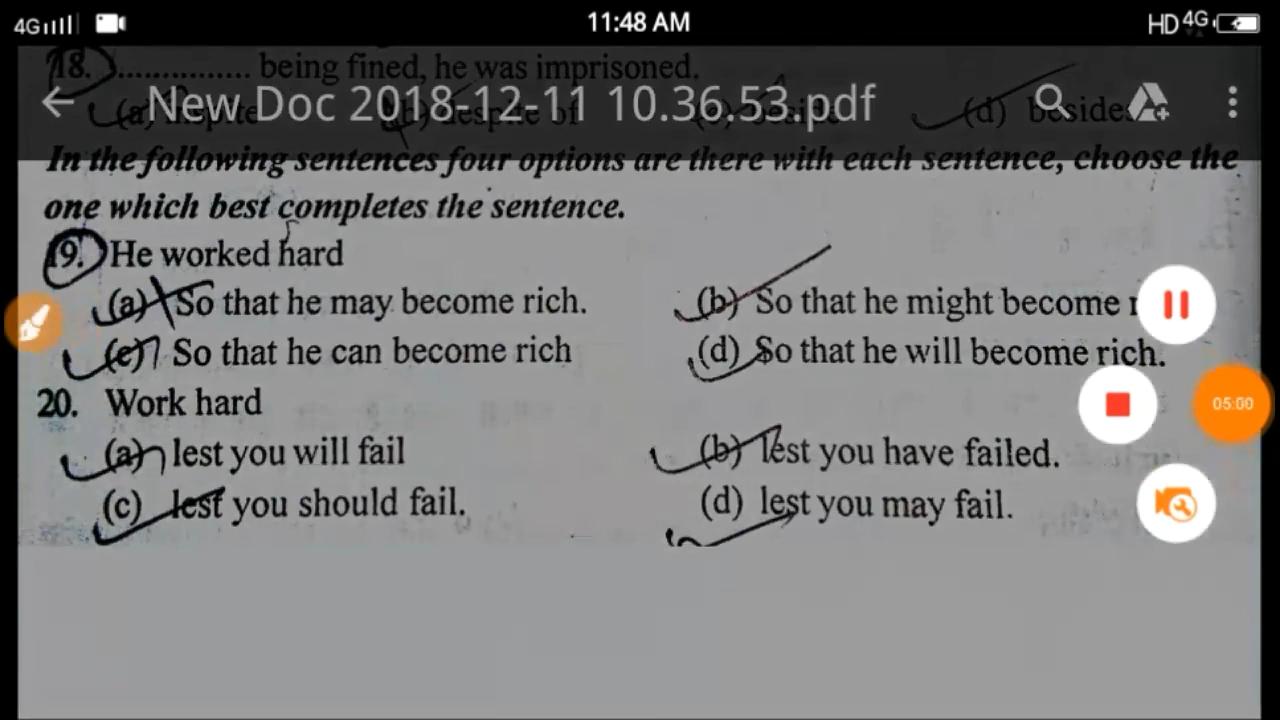 4G 11:48 AM HD 4G
18. ............... being fined, he was imprisoned.
New Doc 2018-12-11 10.36.53.pdf
(b) despite of (d) besides
In the following sentences four options are there with each sentence, choose the
one which best completes the sentence.
19. He worked hard
(a) So that he may become rich. (b) So that he might become
(c) So that he can become rich (d) So that he will become rich.
05:00
20. Work hard
(a) lest you will fail (b) lest you have failed.
(c) lest you should fail. (d) lest you may fail.